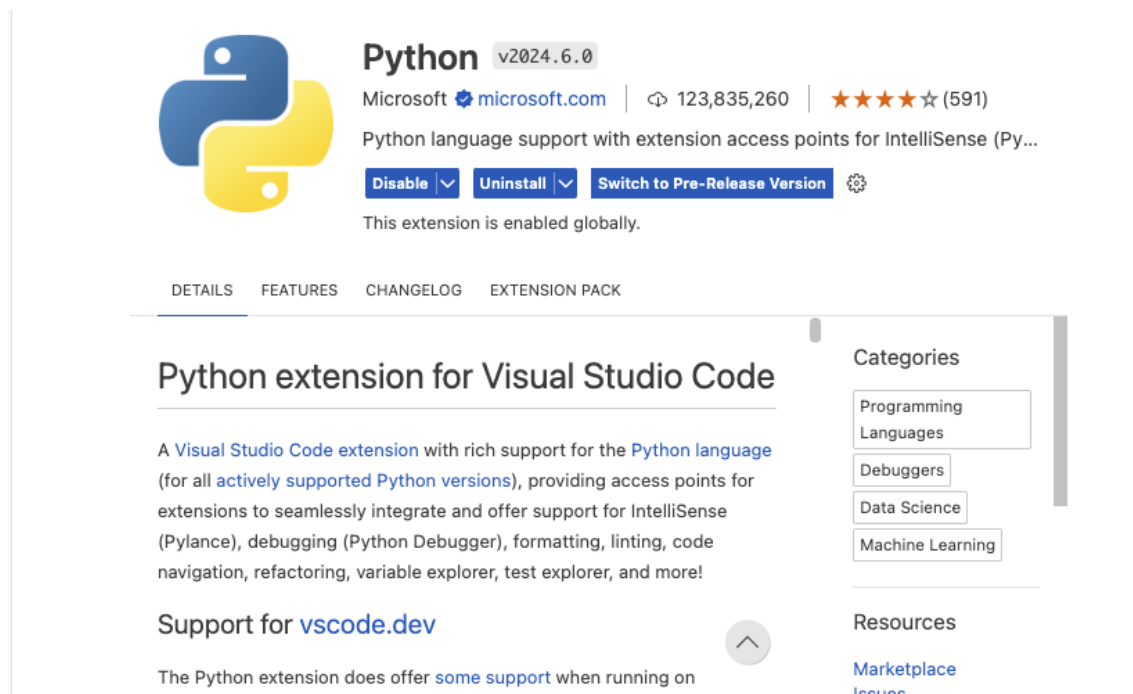 Python v2024.6.0
Microsoft microsoft.com 123,835,260 (591)
Python language support with extension access points for IntelliSense (Py...
Disable Uninstall Switch to Pre-Release Version
This extension is enabled globally.
DETAILS FEATURES CHANGELOG EXTENSION PACK
Python extension for Visual Studio Code
A Visual Studio Code extension with rich support for the Python language
(for all actively supported Python versions), providing access points for
extensions to seamlessly integrate and offer support for IntelliSense
(Pylance), debugging (Python Debugger), formatting, linting, code
navigation, refactoring, variable explorer, test explorer, and more!
Support for vscode.dev
The Python extension does offer some support when running on
Categories
Programming
Languages
Debuggers
Data Science
Machine Learning
Resources
Marketplace
Issues